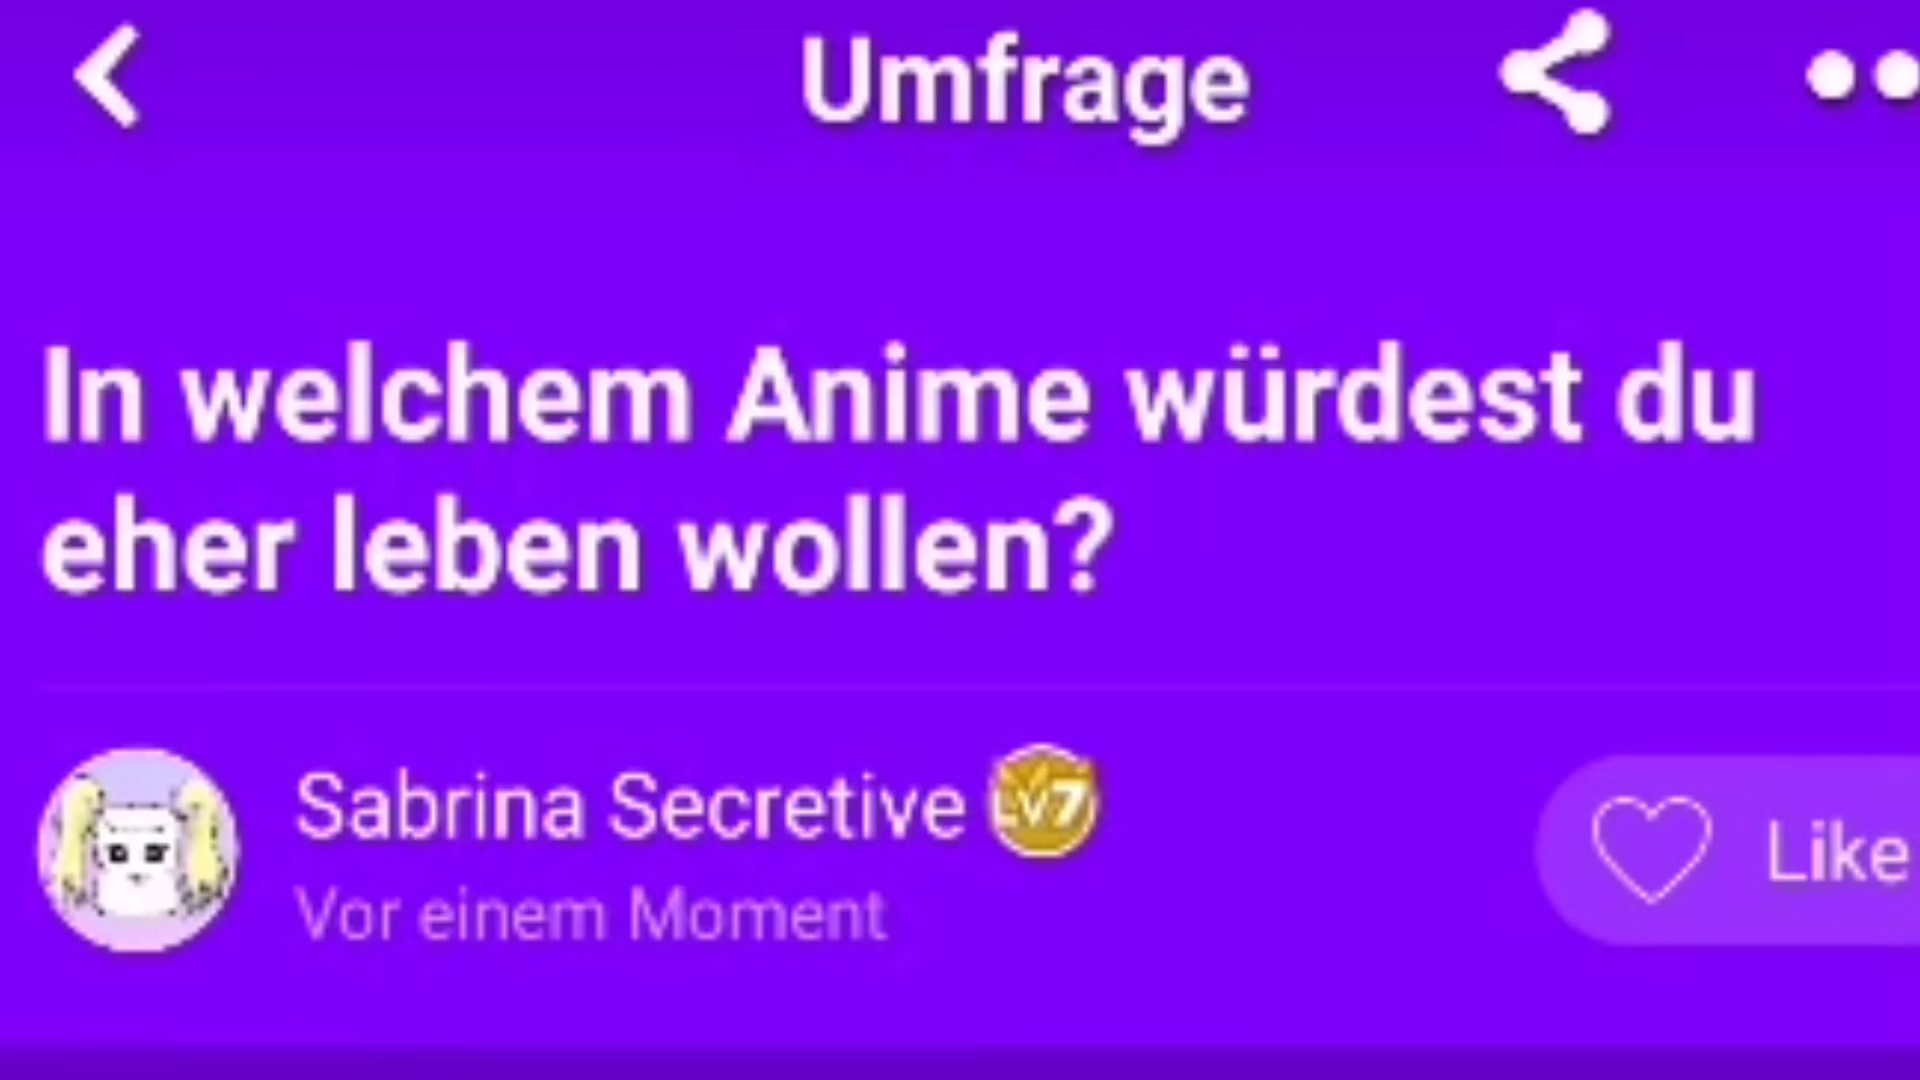 Umfrage
In welchem Anime würdest du
eher leben wollen?
Sabrina Secretive LV7
Vor einem Moment
Like